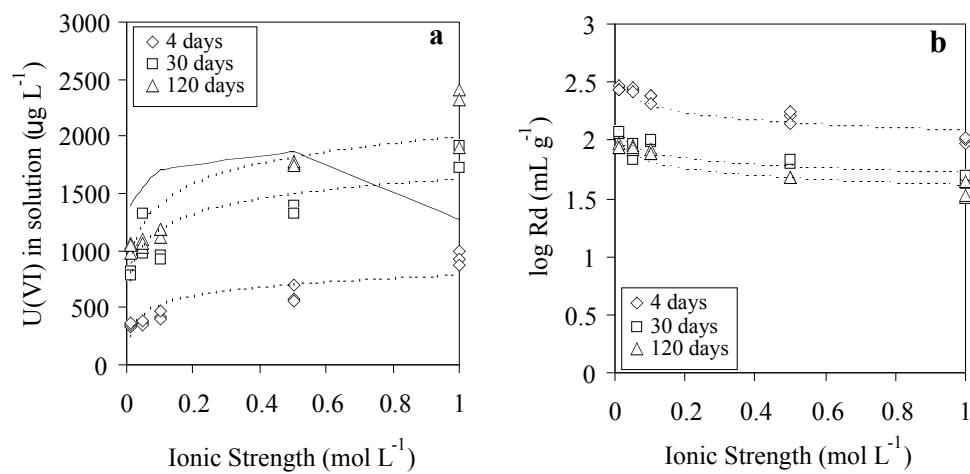 a
U(VI) in solution (ug L⁻¹)
3000
2500
2000
1500
1000
500
0
4 days
30 days
120 days
0 0.2 0.4 0.6 0.8 1
Ionic Strength (mol L⁻¹)
b
log Rd (mL g⁻¹)
3
2.5
2
1.5
1
0.5
0
4 days
30 days
120 days
0 0.2 0.4 0.6 0.8 1
Ionic Strength (mol L⁻¹)